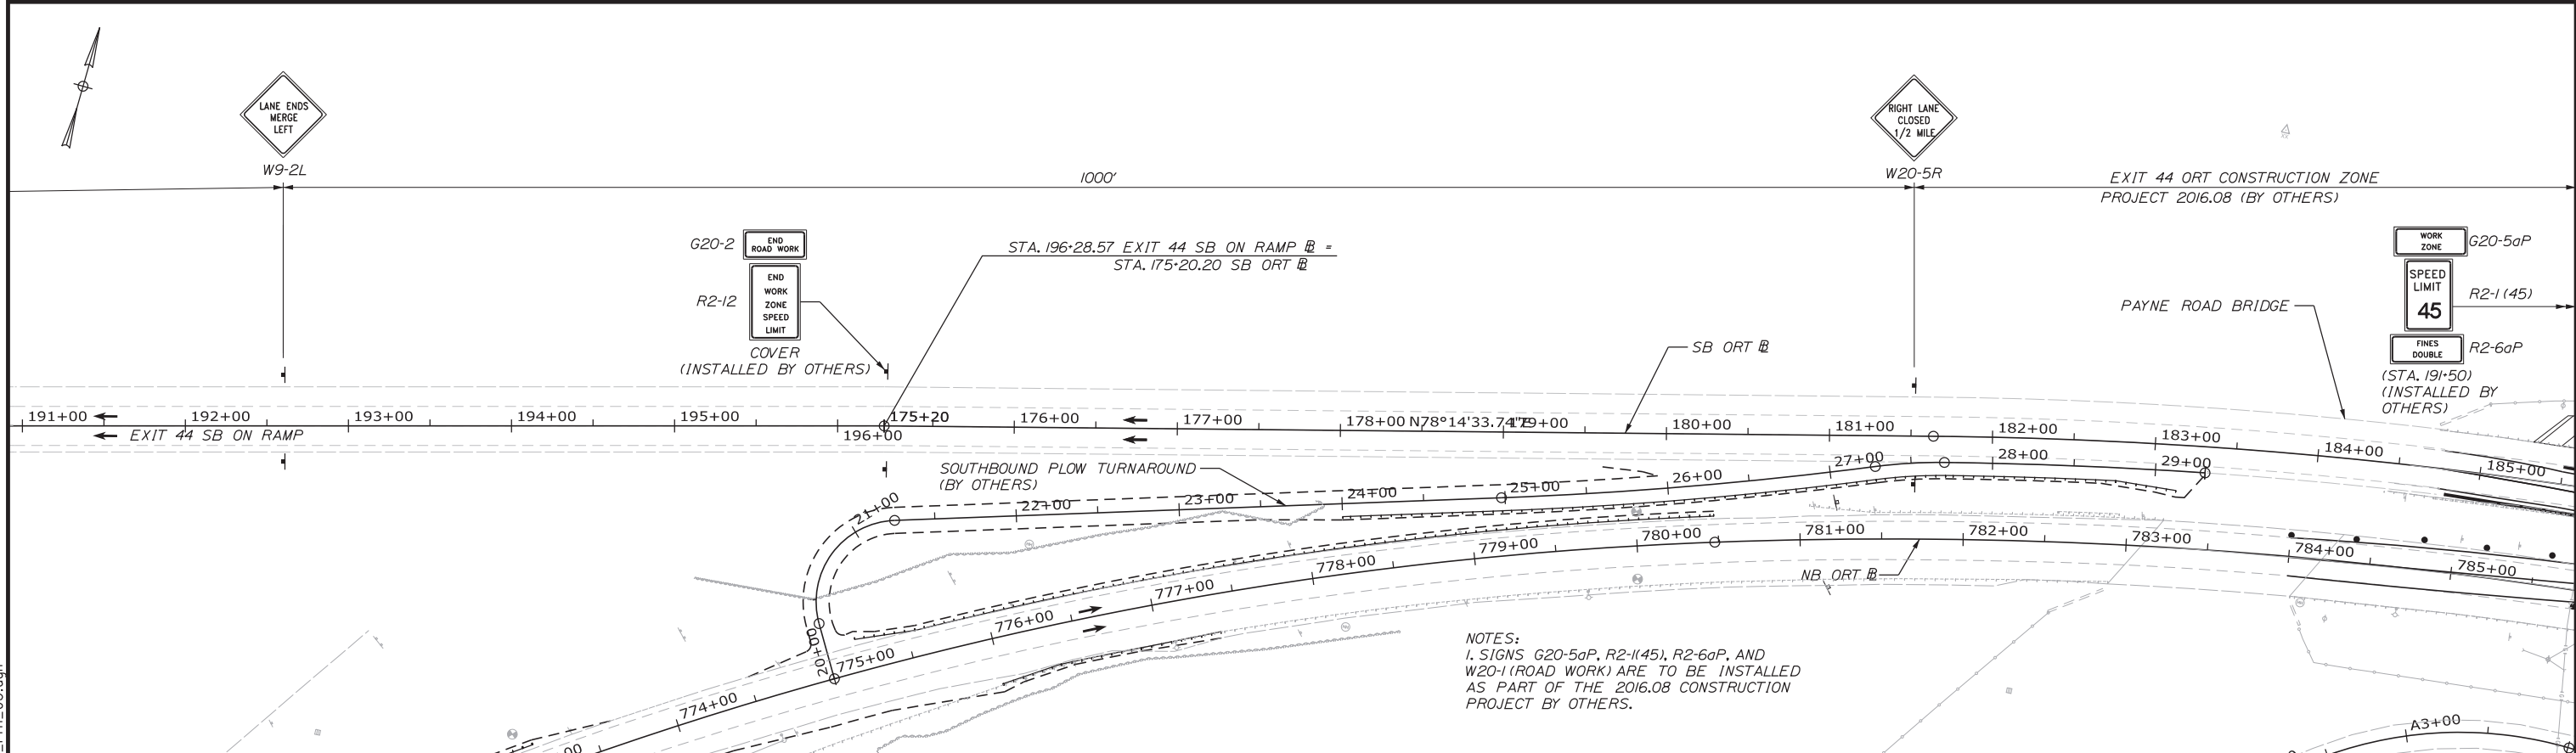 LANE ENDS
MERGE
LEFT
W9-2L
1000'
RIGHT LANE
CLOSED
1/2 MILE
W20-5R
EXIT 44 ORT CONSTRUCTION ZONE
PROJECT 2016.08 (BY OTHERS)
G20-2
END
ROAD WORK
R2-12
END
WORK
ZONE
SPEED
LIMIT
COVER
(INSTALLED BY OTHERS)
STA. 196+28.57 EXIT 44 SB ON RAMP BL =
STA. 175+20.20 SB ORT BL
SB ORT BL
PAYNE ROAD BRIDGE
WORK
ZONE
G20-5aP
SPEED
LIMIT
45
R2-1 (45)
FINES
DOUBLE
R2-6aP
(STA. 191+50)
(INSTALLED BY
OTHERS)
191+00
192+00
193+00
194+00
195+00
196+00
175+20
176+00
177+00
178+00
N78°14'33.74"E
179+00
180+00
181+00
182+00
183+00
184+00
185+00
EXIT 44 SB ON RAMP
SOUTHBOUND PLOW TURNAROUND
(BY OTHERS)
20+00
21+00
22+00
23+00
24+00
25+00
26+00
27+00
28+00
29+00
774+00
775+00
776+00
777+00
778+00
779+00
780+00
781+00
782+00
783+00
784+00
785+00
NB ORT BL
NOTES:
1. SIGNS G20-5aP, R2-1(45), R2-6aP, AND
W20-1 (ROAD WORK) ARE TO BE INSTALLED
AS PART OF THE 2016.08 CONSTRUCTION
PROJECT BY OTHERS.
A3+00